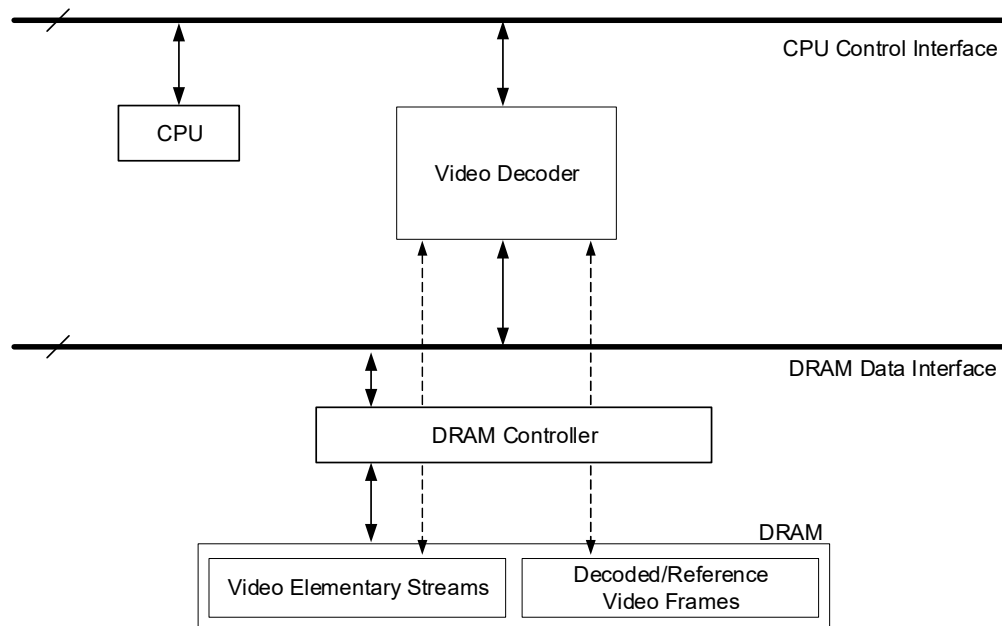 CPU Control Interface
CPU
Video Decoder
DRAM Data Interface
DRAM Controller
DRAM
Video Elementary Streams
Decoded/Reference
Video Frames